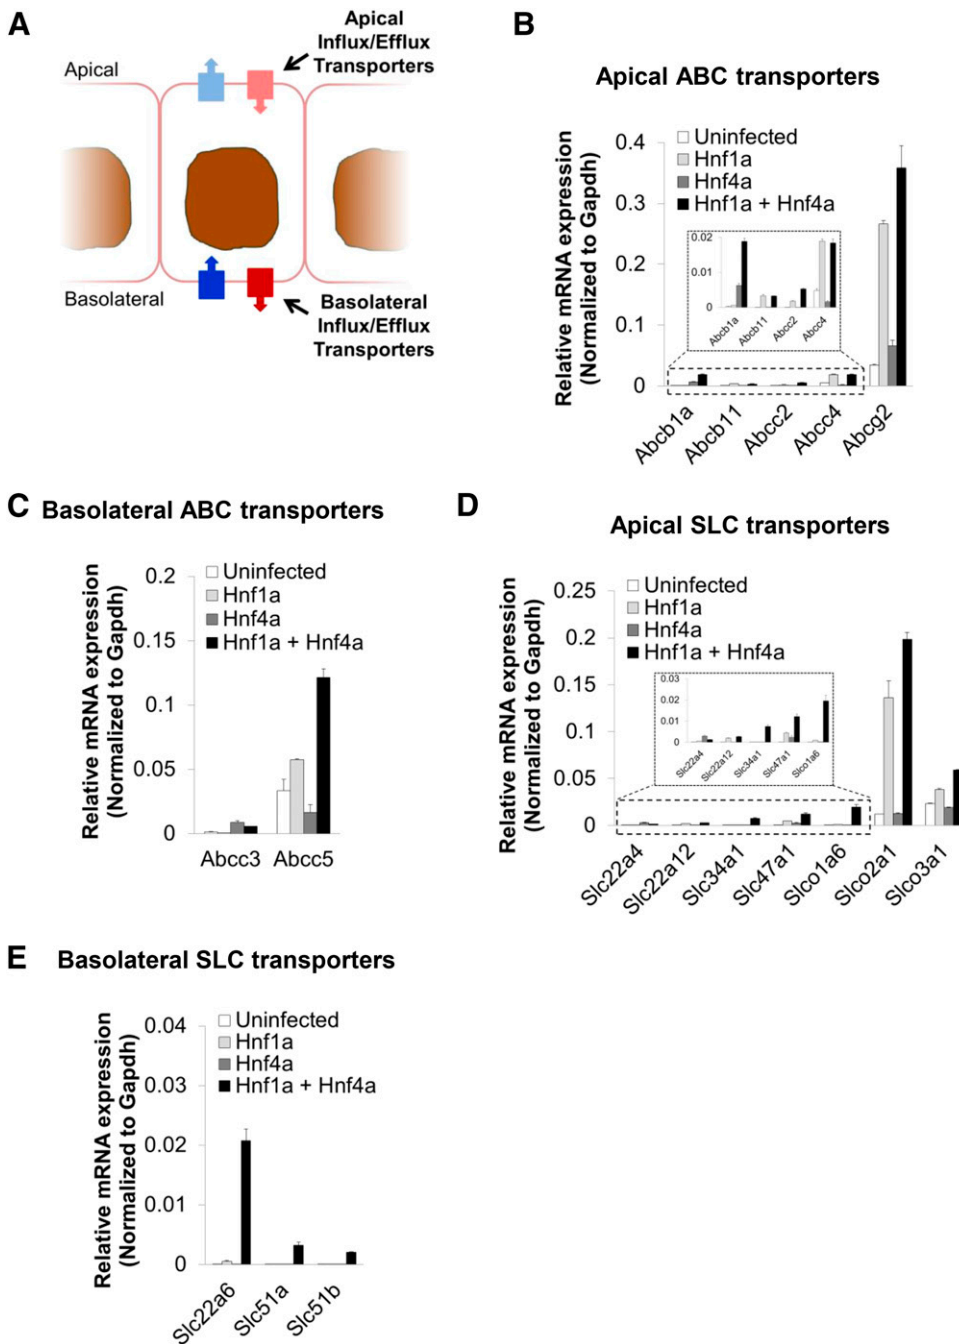 A
Apical
Influx/Efflux
Transporters
Apical
Basolateral
Basolateral
Influx/Efflux
Transporters
B
Apical ABC transporters
Relative mRNA expression
(Normalized to Gapdh)
Uninfected
Hnf1a
Hnf4a
Hnf1a + Hnf4a
0.4
0.3
0.2
0.1
0
0.02
0.01
0
Abcb1a
Abcb11
Abcc2
Abcc4
Abcb1a
Abcb11
Abcc2
Abcc4
Abcg2
C
Basolateral ABC transporters
Relative mRNA expression
(Normalized to Gapdh)
Uninfected
Hnf1a
Hnf4a
Hnf1a + Hnf4a
0.2
0.15
0.1
0.05
0
Abcc3
Abcc5
D
Apical SLC transporters
Relative mRNA expression
(Normalized to Gapdh)
Uninfected
Hnf1a
Hnf4a
Hnf1a + Hnf4a
0.25
0.2
0.15
0.1
0.05
0
0.03
0.02
0.01
0
Slc22a4
Slc22a12
Slc34a1
Slc47a1
Slco1a6
Slc22a4
Slc22a12
Slc34a1
Slc47a1
Slco1a6
Slco2a1
Slco3a1
E
Basolateral SLC transporters
Relative mRNA expression
(Normalized to Gapdh)
Uninfected
Hnf1a
Hnf4a
Hnf1a + Hnf4a
0.04
0.03
0.02
0.01
0
Slc22a6
Slc51a
Slc51b